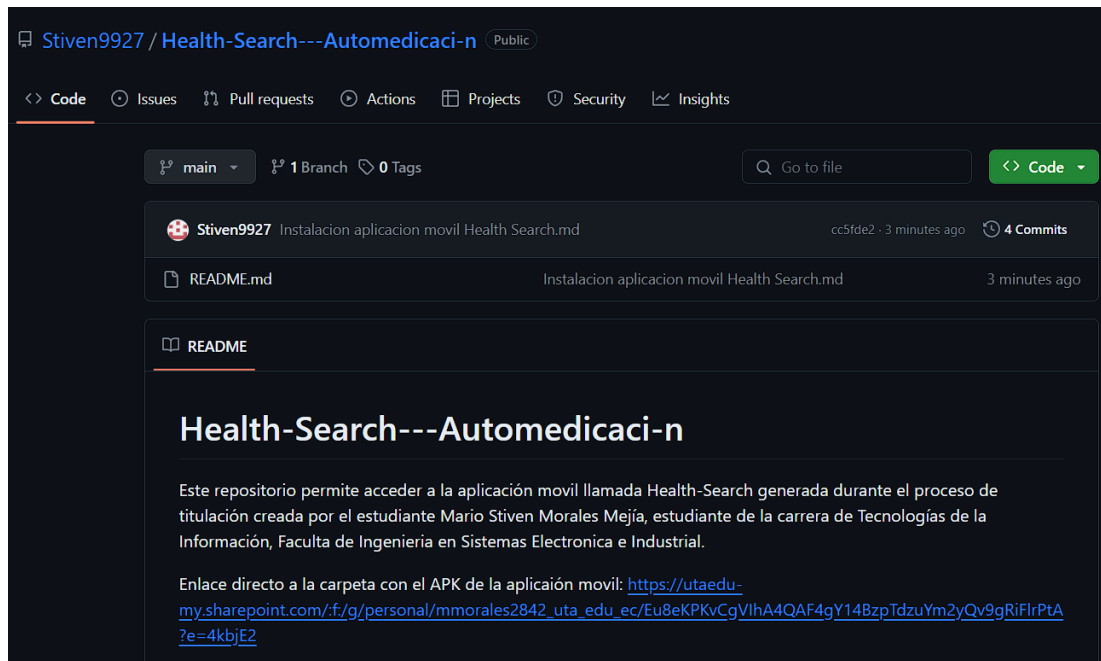 Stiven9927 / Health-Search---Automedicaci-n Public
Code Issues Pull requests Actions Projects Security Insights
main 1 Branch 0 Tags Go to file Code
Stiven9927 Instalacion aplicacion movil Health Search.md cc5fde2 · 3 minutes ago 4 Commits
README.md Instalacion aplicacion movil Health Search.md 3 minutes ago
README
Health-Search---Automedicaci-n
Este repositorio permite acceder a la aplicación movil llamada Health-Search generada durante el proceso de
titulación creada por el estudiante Mario Stiven Morales Mejía, estudiante de la carrera de Tecnologías de la
Información, Faculta de Ingenieria en Sistemas Electronica e Industrial.
Enlace directo a la carpeta con el APK de la aplicaión movil: https://utaedu-
my.sharepoint.com/:f:/g/personal/mmorales2842_uta_edu_ec/Eu8eKPKvCgVIhA4QAF4gY14BzpTdzuYm2yQv9gRiFlrPtA
?e=4kbjE2